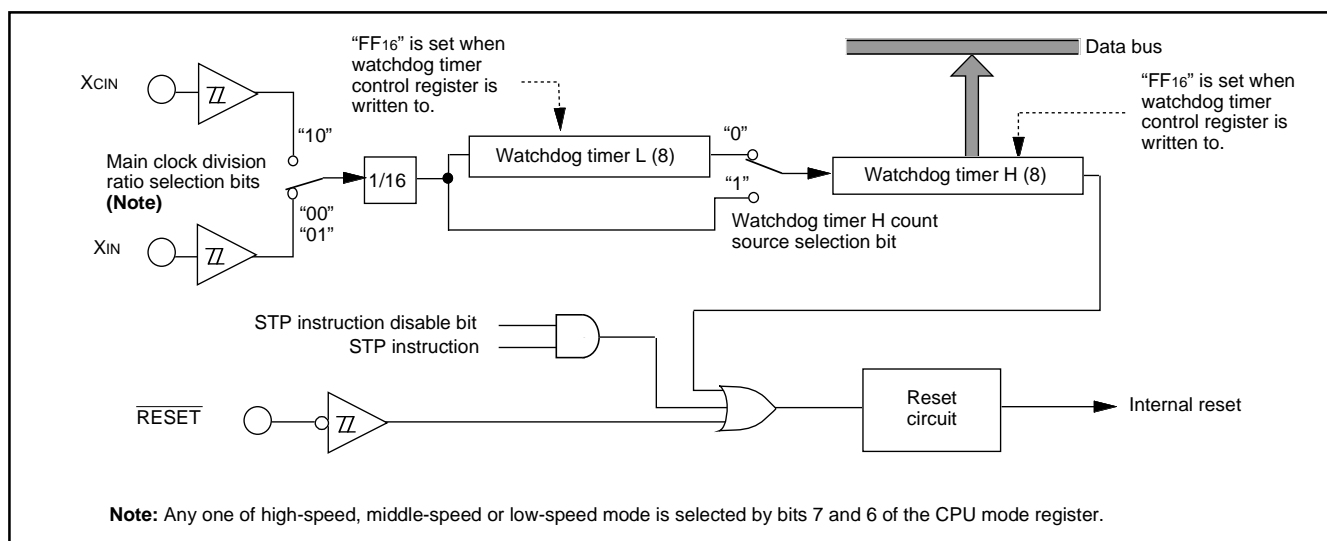 “FF16” is set when
watchdog timer
control register is
written to.
Data bus
“FF16” is set when
watchdog timer
control register is
written to.
XCIN
“10”
Main clock division
ratio selection bits
(Note)
“00”
“01”
XIN
1/16
Watchdog timer L (8)
“0”
“1”
Watchdog timer H count
source selection bit
Watchdog timer H (8)
STP instruction disable bit
STP instruction
RESET
Reset
circuit
Internal reset
Note: Any one of high-speed, middle-speed or low-speed mode is selected by bits 7 and 6 of the CPU mode register.